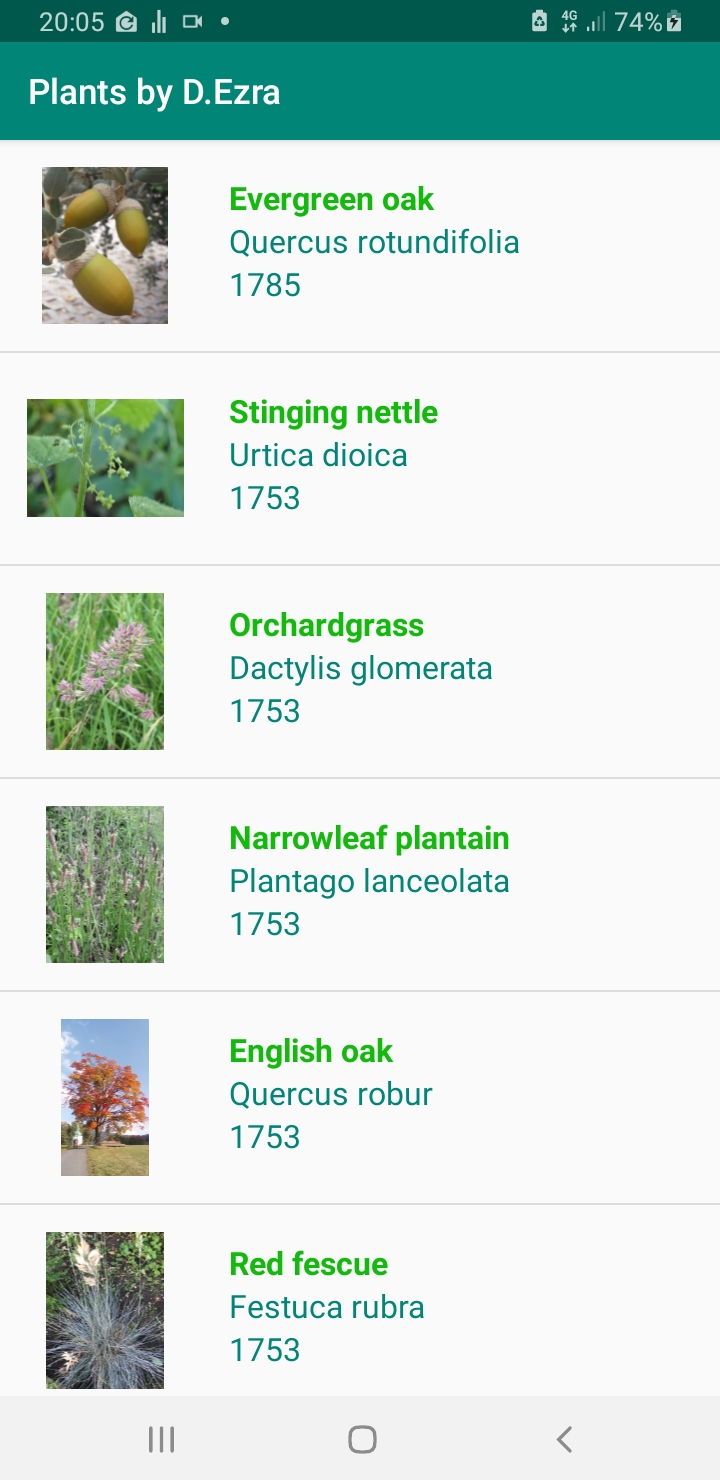 20:05
4G 74%
Plants by D.Ezra
Evergreen oak
Quercus rotundifolia
1785
Stinging nettle
Urtica dioica
1753
Orchardgrass
Dactylis glomerata
1753
Narrowleaf plantain
Plantago lanceolata
1753
English oak
Quercus robur
1753
Red fescue
Festuca rubra
1753